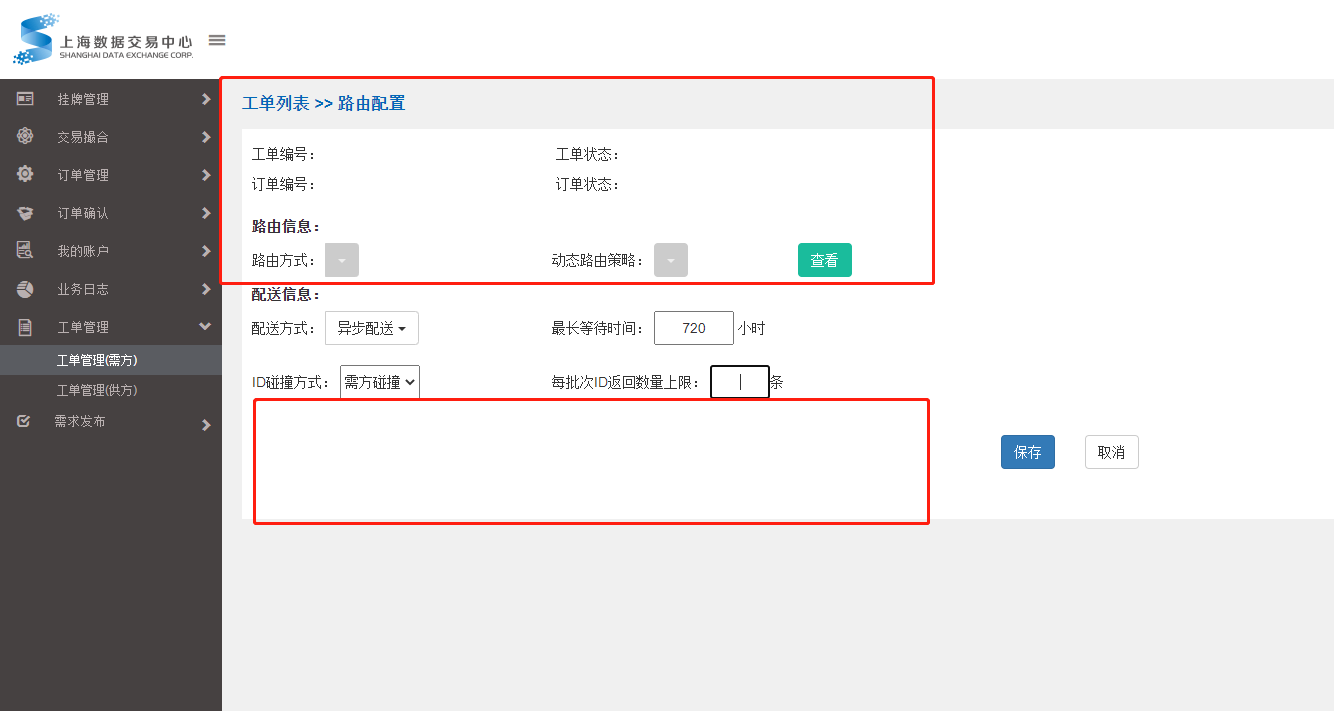 上海数据交易中心
SHANGHAI DATA EXCHANGE CORP.
挂牌管理
交易撮合
订单管理
订单确认
我的账户
业务日志
工单管理
工单管理(需方)
工单管理(供方)
需求发布
工单列表 >> 路由配置
工单编号： 工单状态：
订单编号： 订单状态：
路由信息：
路由方式： 动态路由策略： 查看
配送信息：
配送方式： 异步配送 最长等待时间： 720 小时
ID碰撞方式： 需方碰撞 每批次ID返回数量上限： 条
保存 取消